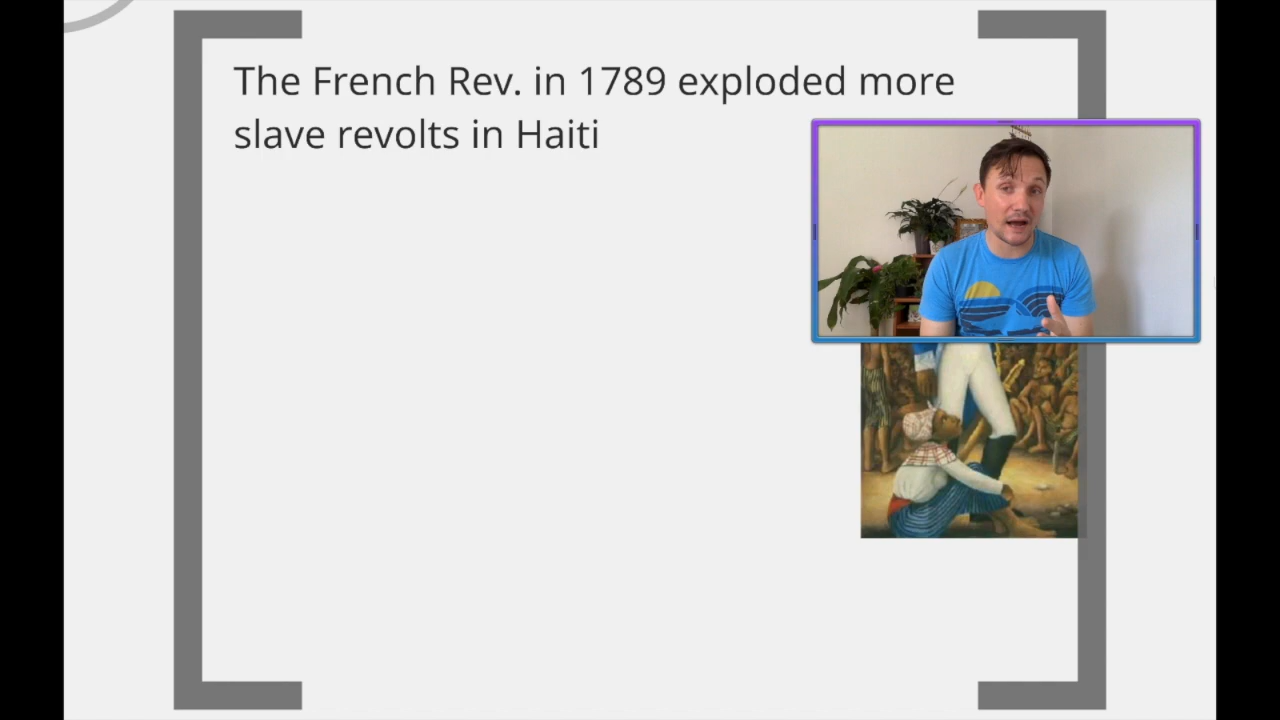 The French Rev. in 1789 exploded more
slave revolts in Haiti